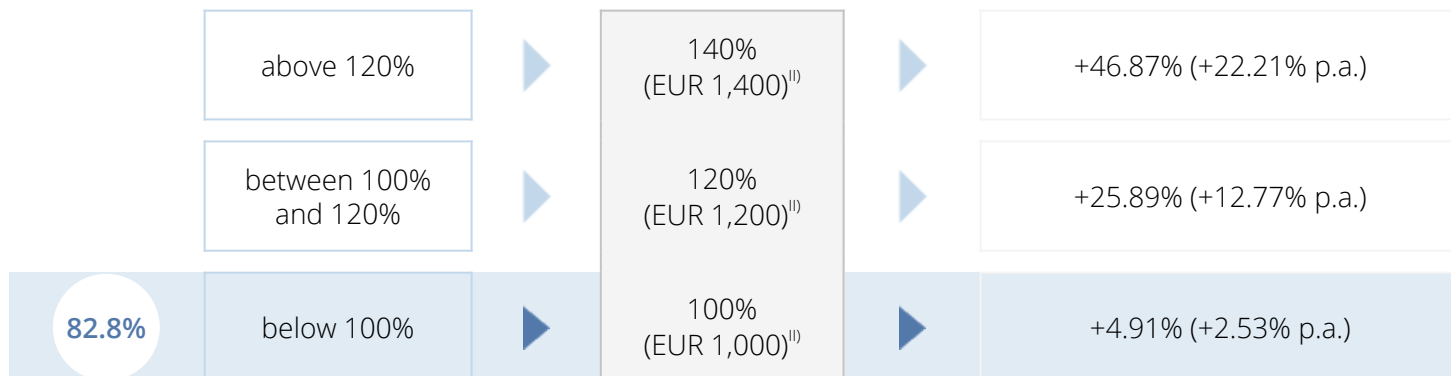 above 120%
140%
(EUR 1,400)II)
+46.87% (+22.21% p.a.)
between 100%
and 120%
120%
(EUR 1,200)II)
+25.89% (+12.77% p.a.)
82.8%
below 100%
100%
(EUR 1,000)II)
+4.91% (+2.53% p.a.)